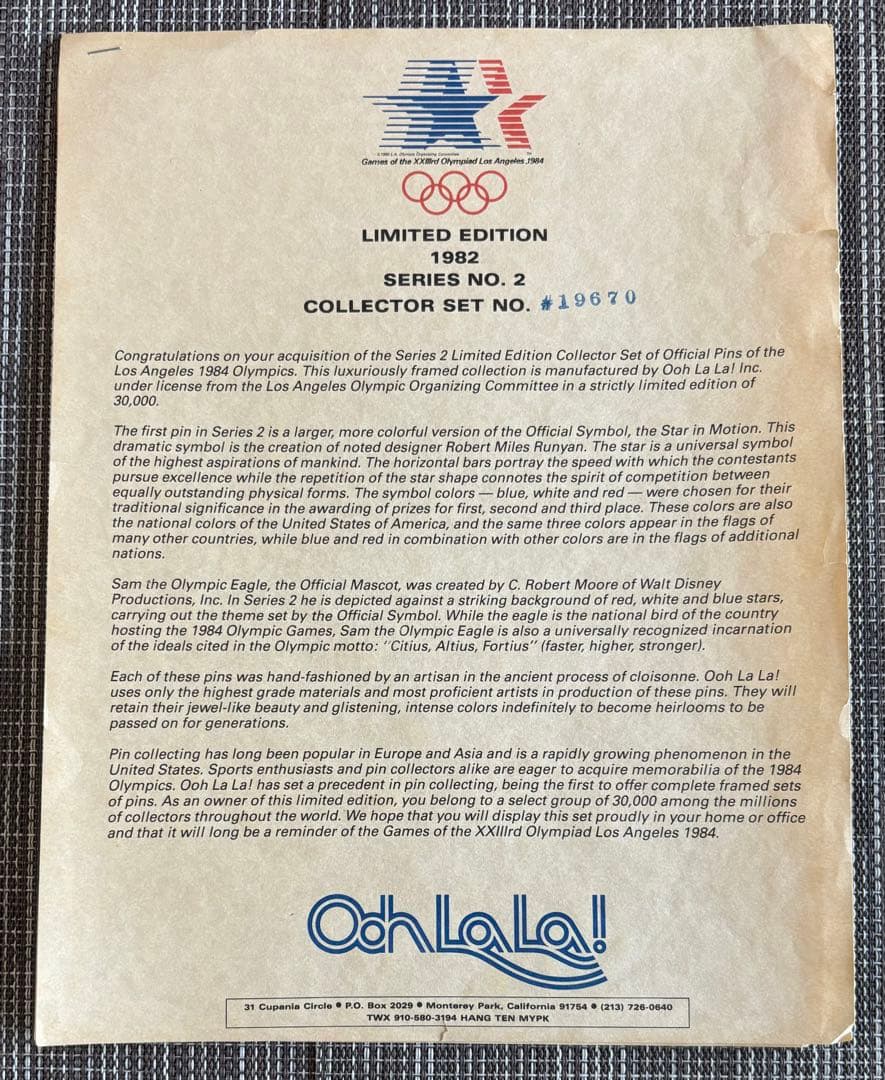 Games of the XXIIIrd Olympiad Los Angeles 1984
LIMITED EDITION
1982
SERIES NO. 2
COLLECTOR SET NO. #19670
Congratulations on your acquisition of the Series 2 Limited Edition Collector Set of Official Pins of the
Los Angeles 1984 Olympics. This luxuriously framed collection is manufactured by Ooh La La! Inc.
under license from the Los Angeles Olympic Organizing Committee in a strictly limited edition of
30,000.
The first pin in Series 2 is a larger, more colorful version of the Official Symbol, the Star in Motion. This
dramatic symbol is the creation of noted designer Robert Miles Runyan. The star is a universal symbol
of the highest aspirations of mankind. The horizontal bars portray the speed with which the contestants
pursue excellence while the repetition of the star shape connotes the spirit of competition between
equally outstanding physical forms. The symbol colors — blue, white and red — were chosen for their
traditional significance in the awarding of prizes for first, second and third place. These colors are also
the national colors of the United States of America, and the same three colors appear in the flags of
many other countries, while blue and red in combination with other colors are in the flags of additional
nations.
Sam the Olympic Eagle, the Official Mascot, was created by C. Robert Moore of Walt Disney
Productions, Inc. In Series 2 he is depicted against a striking background of red, white and blue stars,
carrying out the theme set by the Official Symbol. While the eagle is the national bird of the country
hosting the 1984 Olympic Games, Sam the Olympic Eagle is also a universally recognized incarnation
of the ideals cited in the Olympic motto: "Citius, Altius, Fortius" (faster, higher, stronger).
Each of these pins was hand-fashioned by an artisan in the ancient process of cloisonne. Ooh La La!
uses only the highest grade materials and most proficient artists in production of these pins. They will
retain their jewel-like beauty and glistening, intense colors indefinitely to become heirlooms to be
passed on for generations.
Pin collecting has long been popular in Europe and Asia and is a rapidly growing phenomenon in the
United States. Sports enthusiasts and pin collectors alike are eager to acquire memorabilia of the 1984
Olympics. Ooh La La! has set a precedent in pin collecting, being the first to offer complete framed sets
of pins. As an owner of this limited edition, you belong to a select group of 30,000 among the millions
of collectors throughout the world. We hope that you will display this set proudly in your home or office
and that it will long be a reminder of the Games of the XXIIIrd Olympiad Los Angeles 1984.
Ooh La La!
31 Cupania Circle • P.O. Box 2029 • Monterey Park, California 91754 • (213) 726-0640
TWX 910-580-3194 HANG TEN MYPK